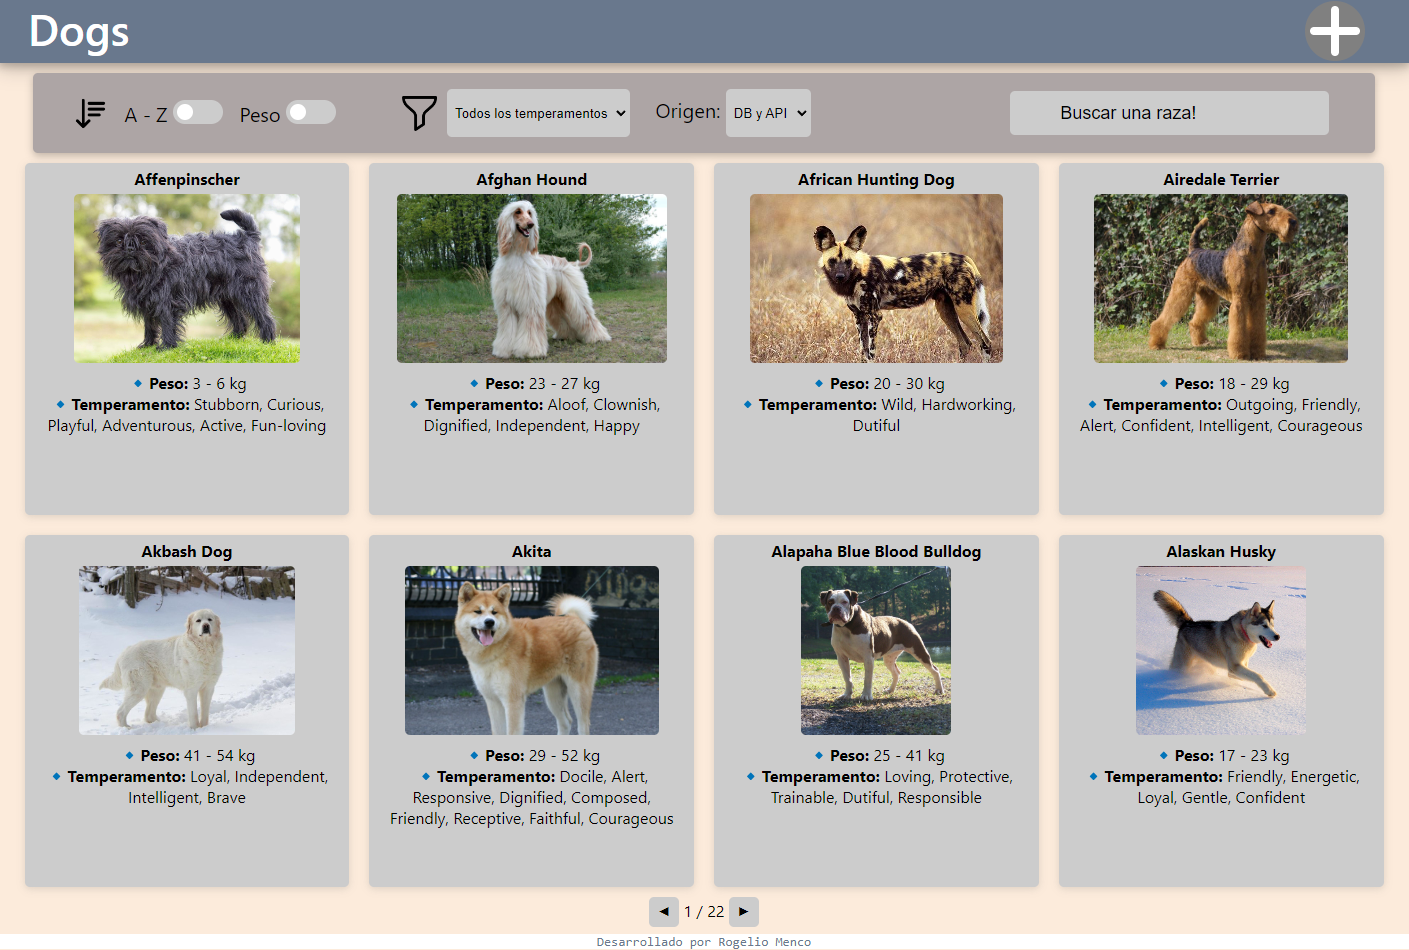 Dogs
A - Z
Peso
Todos los temperamentos
Origen:
DB y API
Buscar una raza!
Affenpinscher
Peso: 3 - 6 kg
Temperamento: Stubborn, Curious,
Playful, Adventurous, Active, Fun-loving
Afghan Hound
Peso: 23 - 27 kg
Temperamento: Aloof, Clownish,
Dignified, Independent, Happy
African Hunting Dog
Peso: 20 - 30 kg
Temperamento: Wild, Hardworking,
Dutiful
Airedale Terrier
Peso: 18 - 29 kg
Temperamento: Outgoing, Friendly,
Alert, Confident, Intelligent, Courageous
Akbash Dog
Peso: 41 - 54 kg
Temperamento: Loyal, Independent,
Intelligent, Brave
Akita
Peso: 29 - 52 kg
Temperamento: Docile, Alert,
Responsive, Dignified, Composed,
Friendly, Receptive, Faithful, Courageous
Alapaha Blue Blood Bulldog
Peso: 25 - 41 kg
Temperamento: Loving, Protective,
Trainable, Dutiful, Responsible
Alaskan Husky
Peso: 17 - 23 kg
Temperamento: Friendly, Energetic,
Loyal, Gentle, Confident
1 / 22
Desarrollado por Rogelio Menco